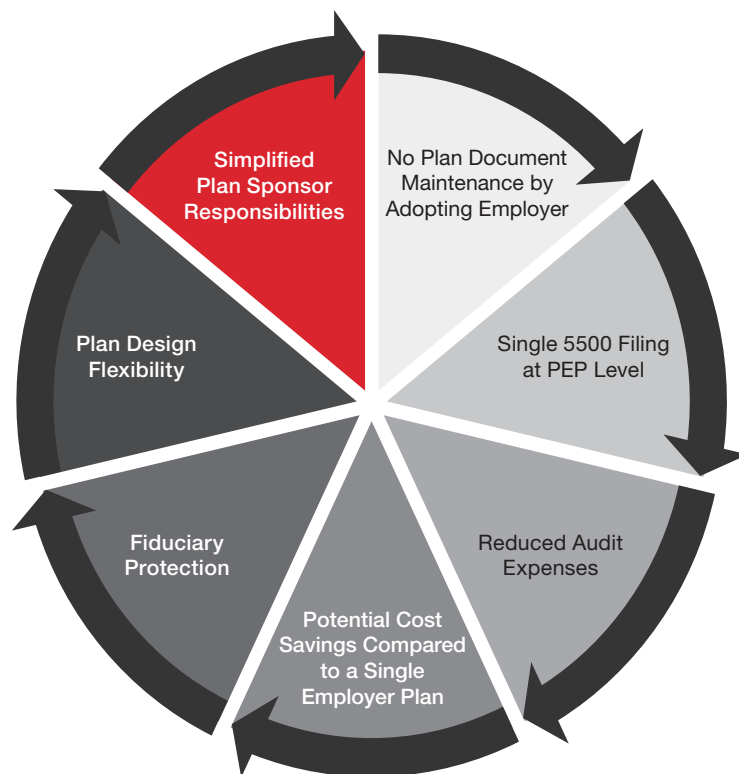 Simplified
Plan Sponsor
Responsibilities
No Plan Document
Maintenance by
Adopting Employer
Single 5500 Filing
at PEP Level
Reduced Audit
Expenses
Potential Cost
Savings Compared
to a Single
Employer Plan
Fiduciary
Protection
Plan Design
Flexibility